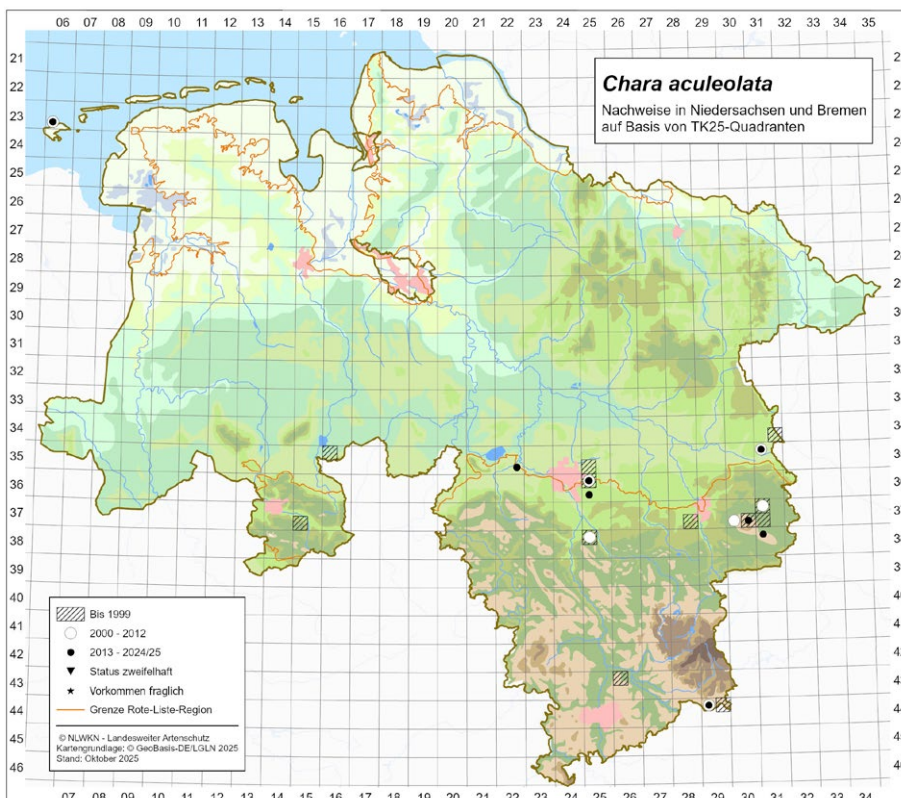 06 07 08 09 10 11 12 13 14 15 16 17 18 19 20 21 22 23 24 25 26 27 28 29 30 31 32 33 34 35
21
22
23
24
25
26
27
28
29
30
31
32
33
34
35
36
37
38
39
40
41
42
43
44
45
46
Chara aculeolata
Nachweise in Niedersachsen und Bremen
auf Basis von TK25-Quadranten
Bis 1999
2000 - 2012
2013 - 2024/25
Status zweifelhaft
Vorkommen fraglich
Grenze Rote-Liste-Region
© NLWKN - Landesweiter Artenschutz
Kartengrundlage: © GeoBasis-DE/LGLN 2025
Stand: Oktober 2025
07 08 09 10 11 12 13 14 15 16 17 18 19 20 21 22 23 24 25 26 27 28 29 30 31 32 33 34